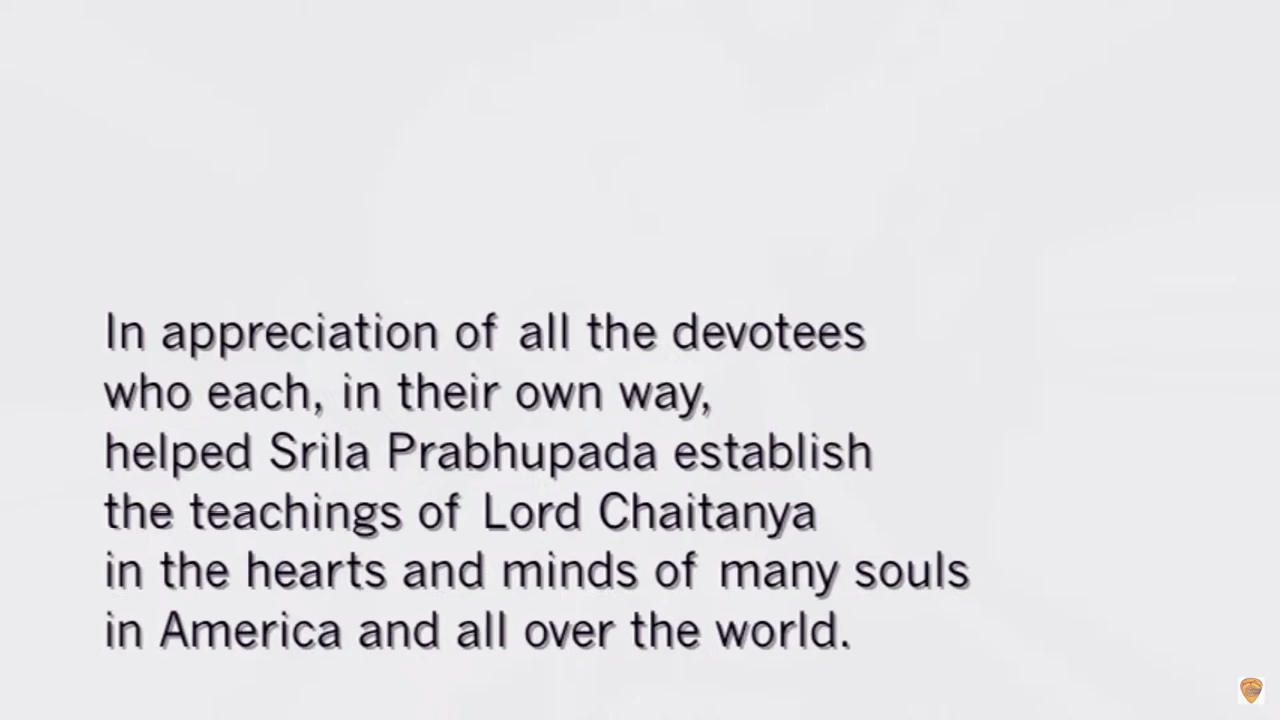 In appreciation of all the devotees
who each, in their own way,
helped Srila Prabhupada establish
the teachings of Lord Chaitanya
in the hearts and minds of many souls
in America and all over the world.